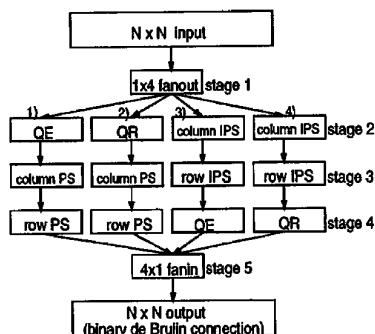 N x N input
1x4 fanout stage 1
1) 2) 3) 4)
QE QR column IPS column IPS stage 2
column PS column PS row IPS row IPS stage 3
row PS row PS QE QR stage 4
4x1 fanin stage 5
N x N output
(binary de Bruijn connection)